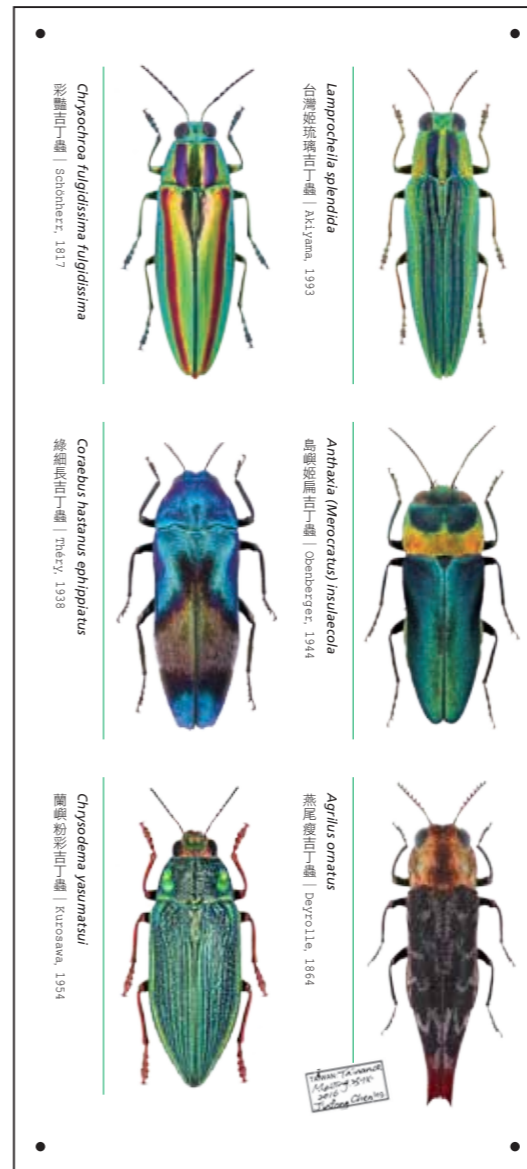 Chrysochroa fulgidissima fulgidissima
彩豔吉丁蟲 | Schönherr, 1817
Lamprocheila splendida
台灣姬琉璃吉丁蟲 | Akiyama, 1993
Coraebus hastanus ephippiatus
綠細長吉丁蟲 | Théry, 1938
Anthaxia (Merocratus) insulaecola
島嶼姬扁吉丁蟲 | Obenberger, 1944
Chrysodema yasumatsui
蘭嶼粉彩吉丁蟲 | Kurosawa, 1954
Agrilus ornatus
燕尾瘦吉丁蟲 | Deyrolle, 1864
TAIWAN
2016